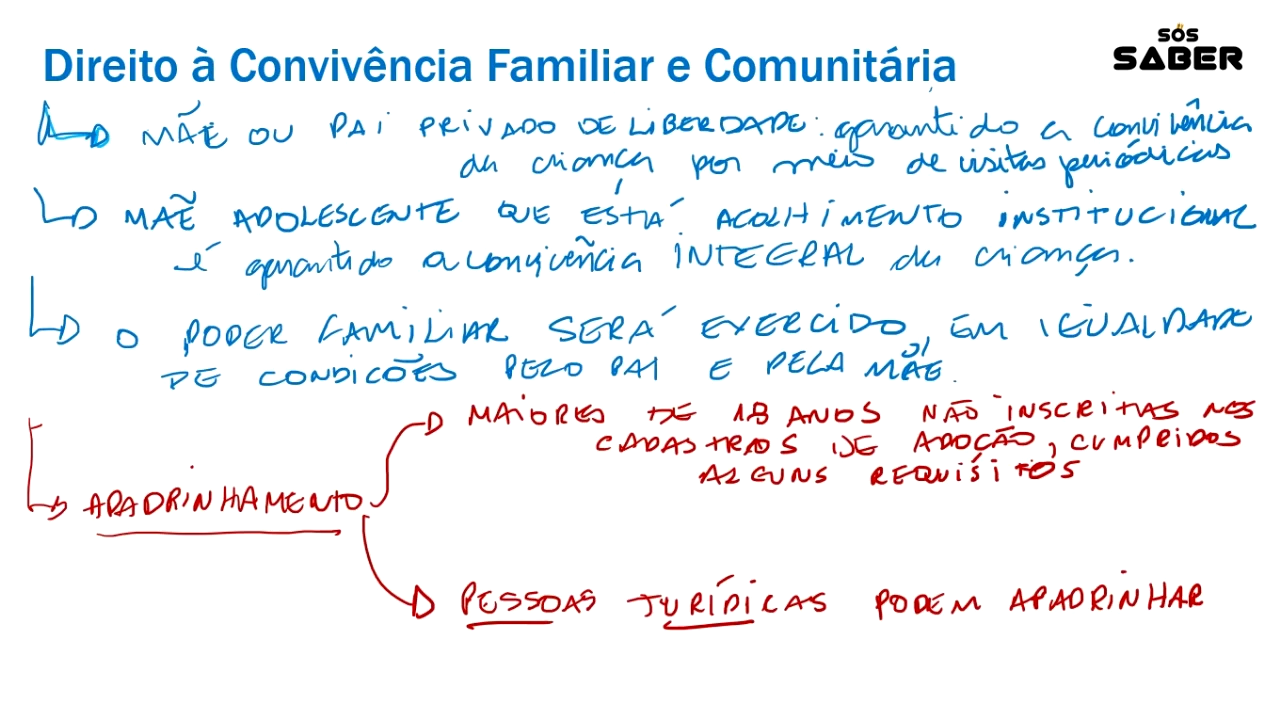 Direito à Convivência Familiar e Comunitária
SÓS
SABER
MÃE OU PAI PRIVADO DE LIBERDADE: garantido a convivência
da criança por meio de visitas periódicas
MÃE ADOLESCENTE QUE ESTÁ ACOLHIMENTO INSTITUCIONAL
é garantido a convivência INTEGRAL da criança.
O PODER FAMILIAR SERÁ EXERCIDO, EM IGUALDADE
DE CONDIÇÕES PELO PAI E PELA MÃE.
MAIORES DE 18 ANOS NÃO INSCRITAS NOS
CADASTROS DE ADOÇÃO, CUMPRIDOS
ALGUNS REQUISITOS
APADRINHAMENTO
PESSOAS JURÍDICAS PODEM APADRINHAR